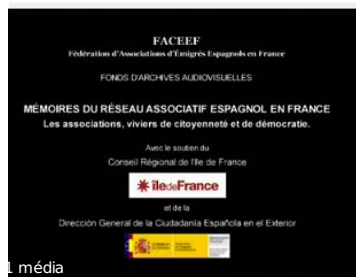 FACEEF
Fédération d'Associations d'Émigrés Espagnols en France
FONDS D'ARCHIVES AUDIOVISUELLES
MÉMOIRES DU RÉSEAU ASSOCIATIF ESPAGNOL EN FRANCE
Les associations, viviers de citoyenneté et de démocratie.
Avec le soutien du
Conseil Régional de l'Ile de France
îledeFrance
et de la
Dirección General de la Ciudadanía Española en el Exterior
1 média